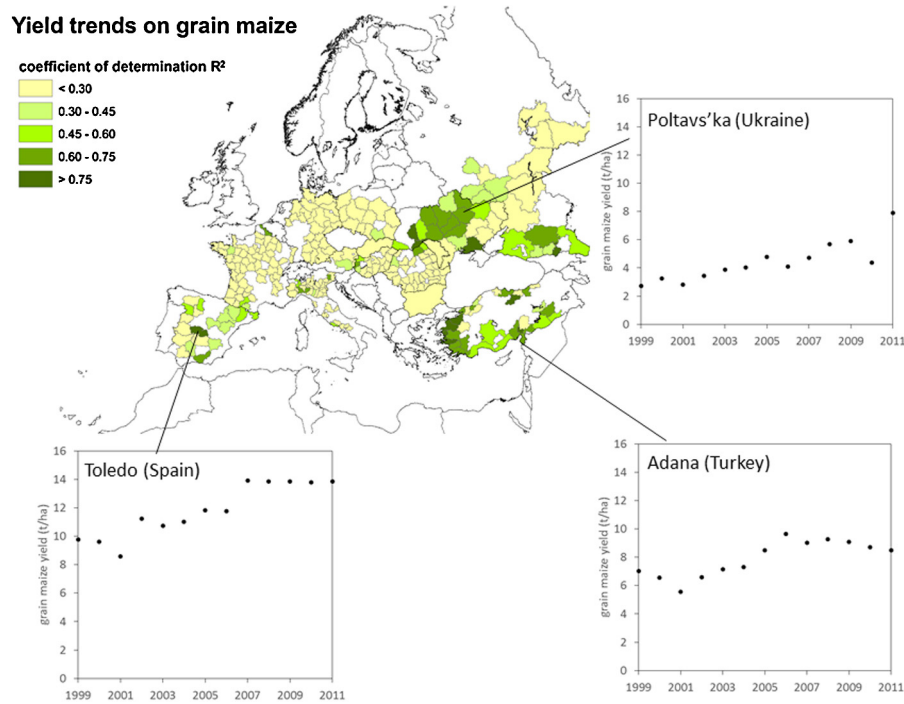 Yield trends on grain maize
coefficient of determination R²
< 0.30
0.30 - 0.45
0.45 - 0.60
0.60 - 0.75
> 0.75
Poltavs’ka (Ukraine)
grain maize yield (t/ha)
16
14
12
10
8
6
4
2
0
1999 2001 2003 2005 2007 2009 2011
Toledo (Spain)
grain maize yield (t/ha)
16
14
12
10
8
6
4
2
0
1999 2001 2003 2005 2007 2009 2011
Adana (Turkey)
grain maize yield (t/ha)
16
14
12
10
8
6
4
2
0
1999 2001 2003 2005 2007 2009 2011